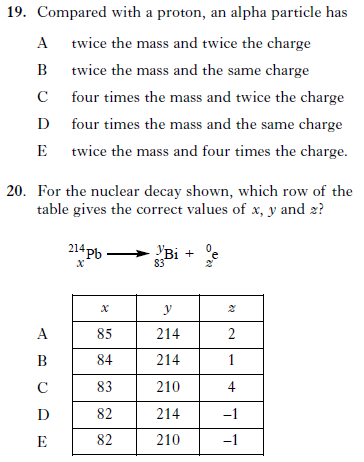 19. Compared with a proton, an alpha particle has
A twice the mass and twice the charge
B twice the mass and the same charge
C four times the mass and twice the charge
D four times the mass and the same charge
E twice the mass and four times the charge.
20. For the nuclear decay shown, which row of the
table gives the correct values of x, y and z?
214 Pb → y Bi + 0 e
x 83 z
x y z
A 85 214 2
B 84 214 1
C 83 210 4
D 82 214 –1
E 82 210 –1